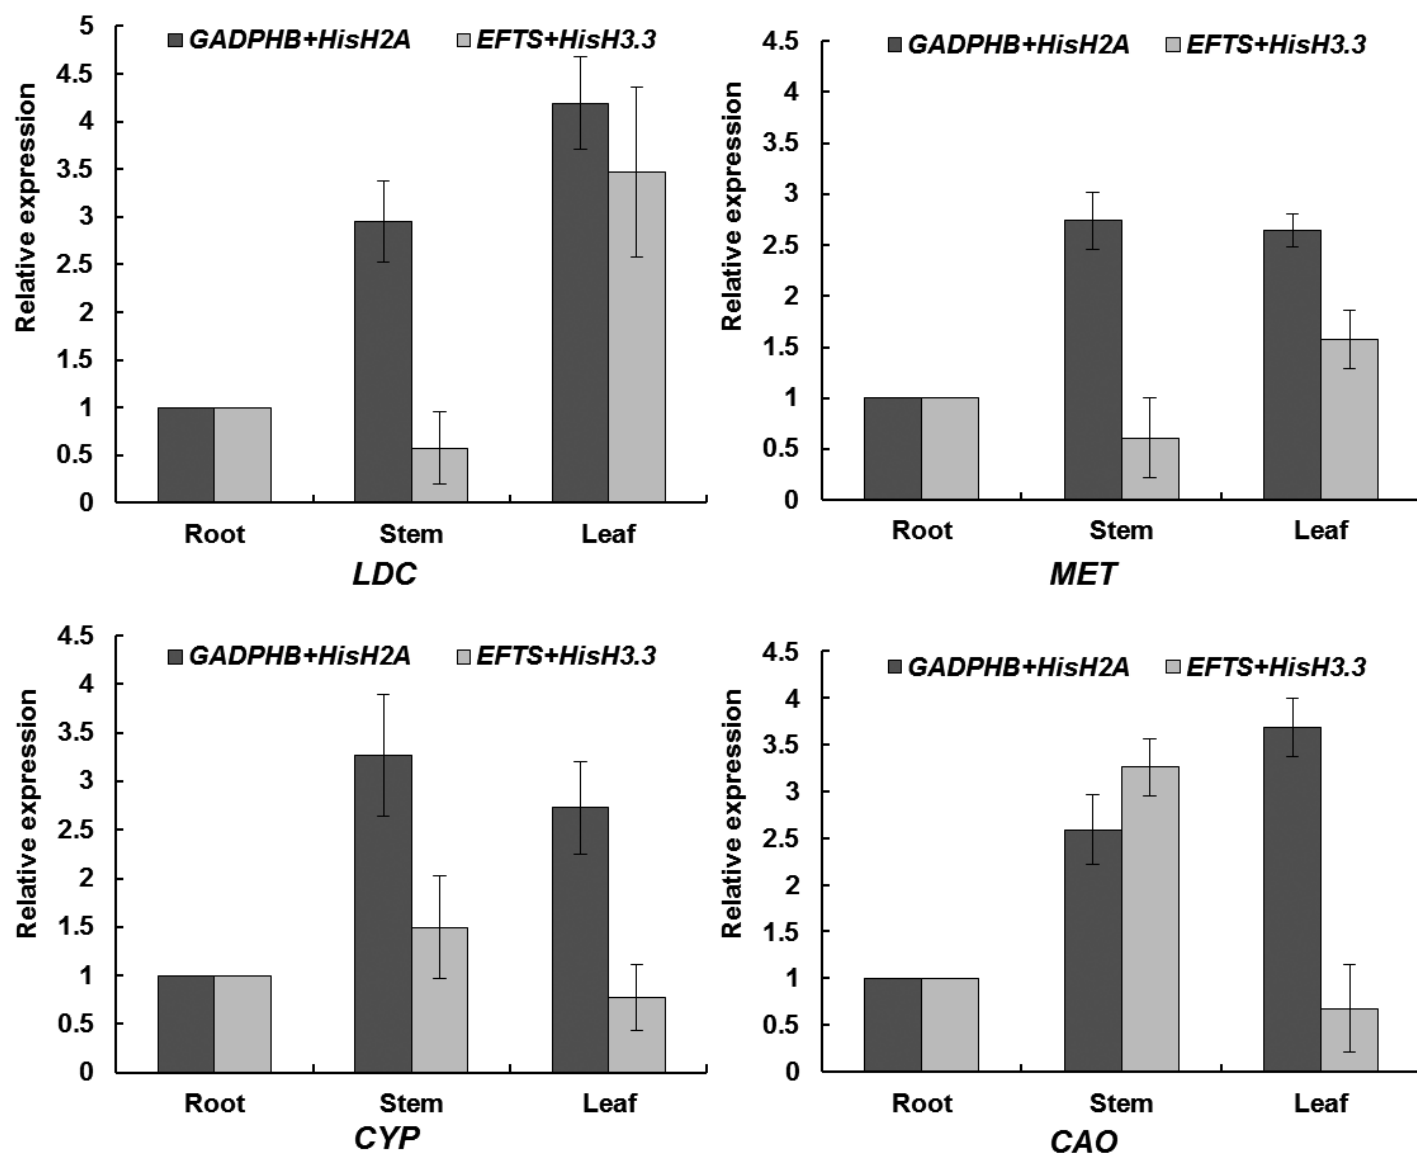 GADPHB+HisH2A EFTS+HisH3.3
Relative expression
5
4.5
4
3.5
3
2.5
2
1.5
1
0.5
0
Root Stem Leaf
LDC
GADPHB+HisH2A EFTS+HisH3.3
Relative expression
4.5
4
3.5
3
2.5
2
1.5
1
0.5
0
Root Stem Leaf
MET
GADPHB+HisH2A EFTS+HisH3.3
Relative expression
4.5
4
3.5
3
2.5
2
1.5
1
0.5
0
Root Stem Leaf
CYP
GADPHB+HisH2A EFTS+HisH3.3
Relative expression
4.5
4
3.5
3
2.5
2
1.5
1
0.5
0
Root Stem Leaf
CAO